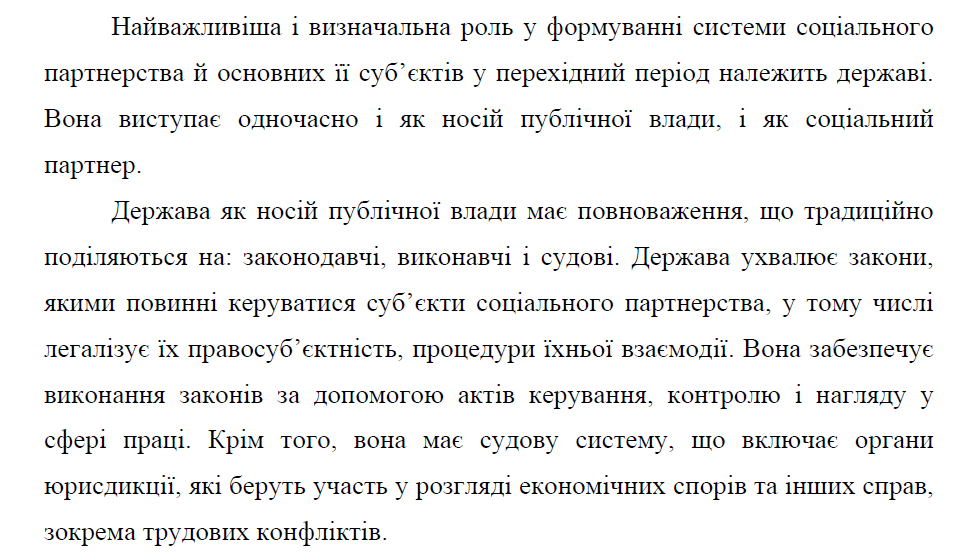 Найважливіша і визначальна роль у формуванні системи соціального
партнерства й основних її суб’єктів у перехідний період належить державі.
Вона виступає одночасно і як носій публічної влади, і як соціальний
партнер.
Держава як носій публічної влади має повноваження, що традиційно
поділяються на: законодавчі, виконавчі і судові. Держава ухвалює закони,
якими повинні керуватися суб’єкти соціального партнерства, у тому числі
легалізує їх правосуб’єктність, процедури їхньої взаємодії. Вона забезпечує
виконання законів за допомогою актів керування, контролю і нагляду у
сфері праці. Крім того, вона має судову систему, що включає органи
юрисдикції, які беруть участь у розгляді економічних спорів та інших справ,
зокрема трудових конфліктів.